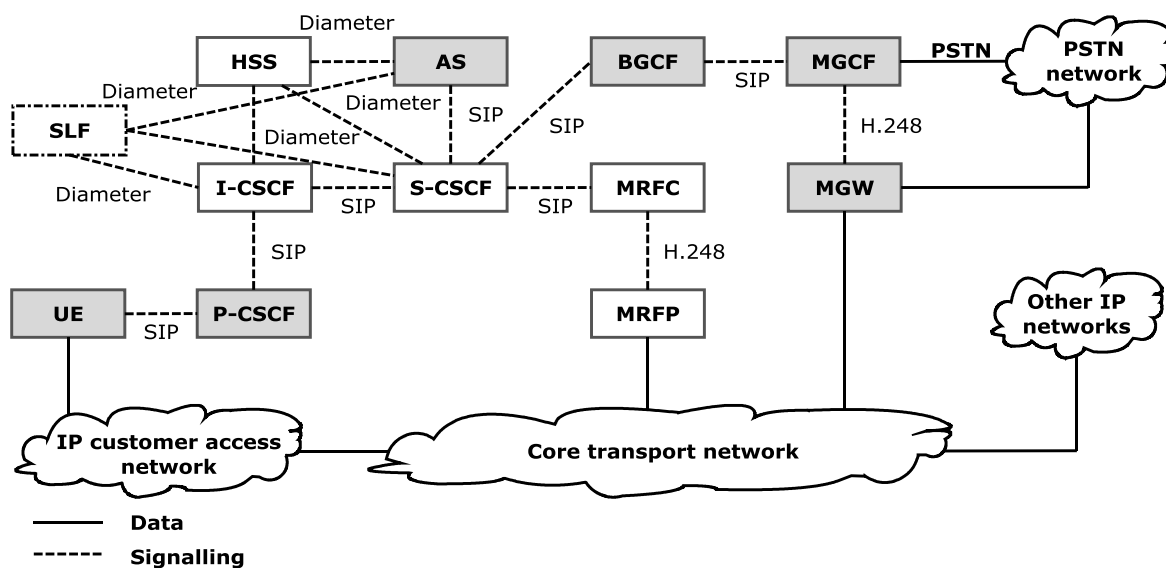 Diameter
HSS
AS
BGCF
MGCF
PSTN
PSTN
network
SIP
Diameter
Diameter
SIP
SIP
H.248
SLF
Diameter
Diameter
I-CSCF
S-CSCF
MRFC
MGW
SIP
SIP
SIP
H.248
UE
P-CSCF
MRFP
Other IP
networks
SIP
IP customer access
network
Core transport network
Data
Signalling